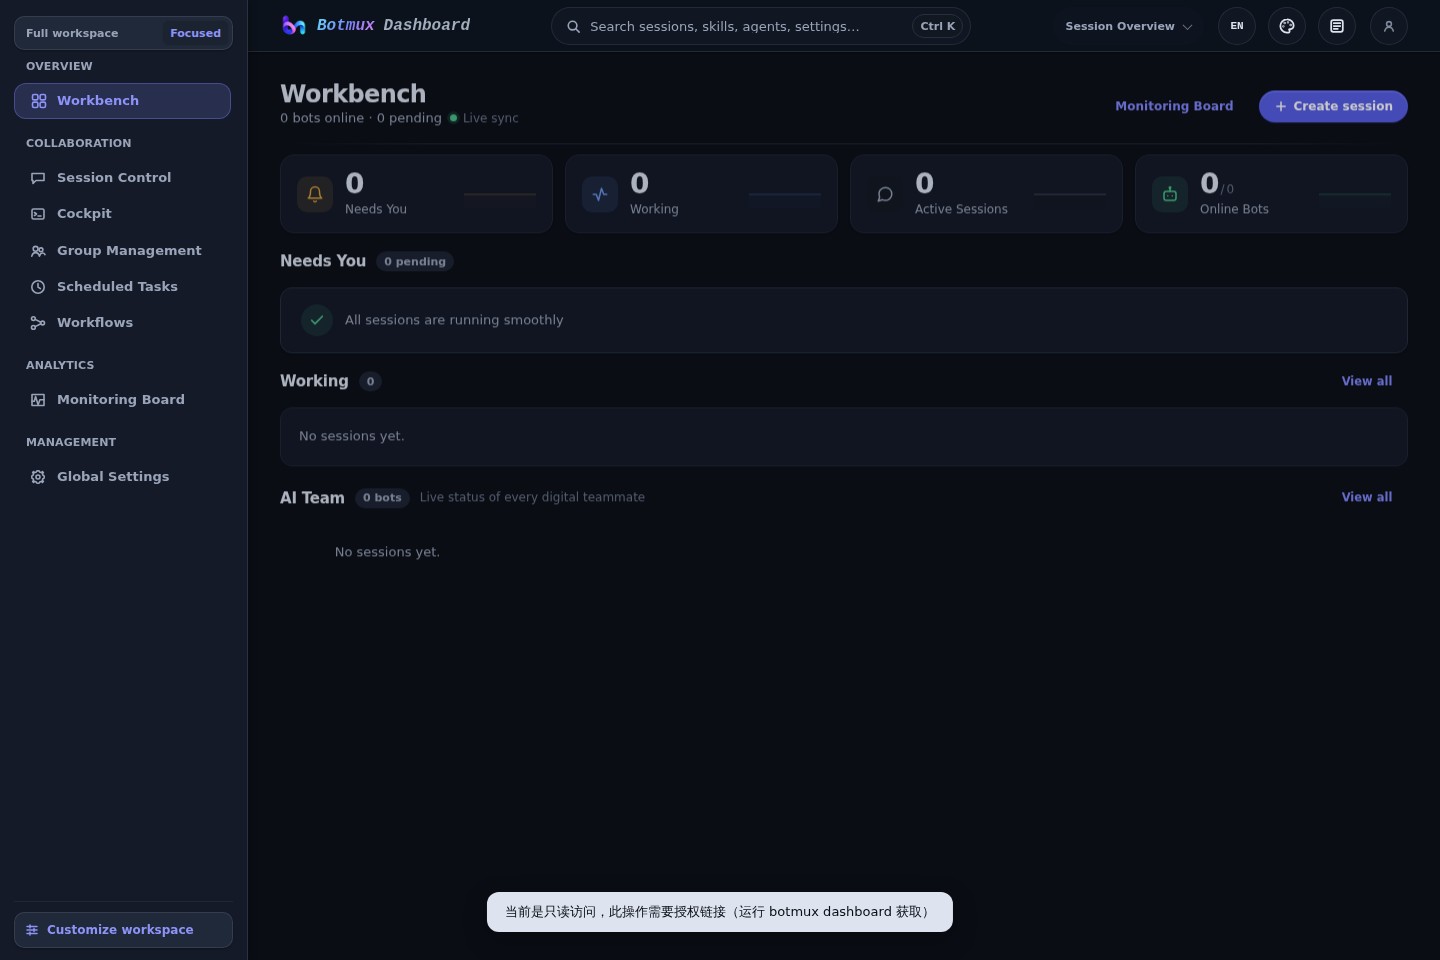 Full workspace
Focused
OVERVIEW
Workbench
COLLABORATION
Session Control
Cockpit
Group Management
Scheduled Tasks
Workflows
ANALYTICS
Monitoring Board
MANAGEMENT
Global Settings
Customize workspace
Botmux Dashboard
Search sessions, skills, agents, settings...
Ctrl K
Session Overview
EN
Workbench
0 bots online · 0 pending
Live sync
Monitoring Board
+ Create session
0
Needs You
0
Working
0
Active Sessions
0/0
Online Bots
Needs You
0 pending
All sessions are running smoothly
Working
0
View all
No sessions yet.
AI Team
0 bots
Live status of every digital teammate
View all
No sessions yet.
当前是只读访问，此操作需要授权链接（运行 botmux dashboard 获取）